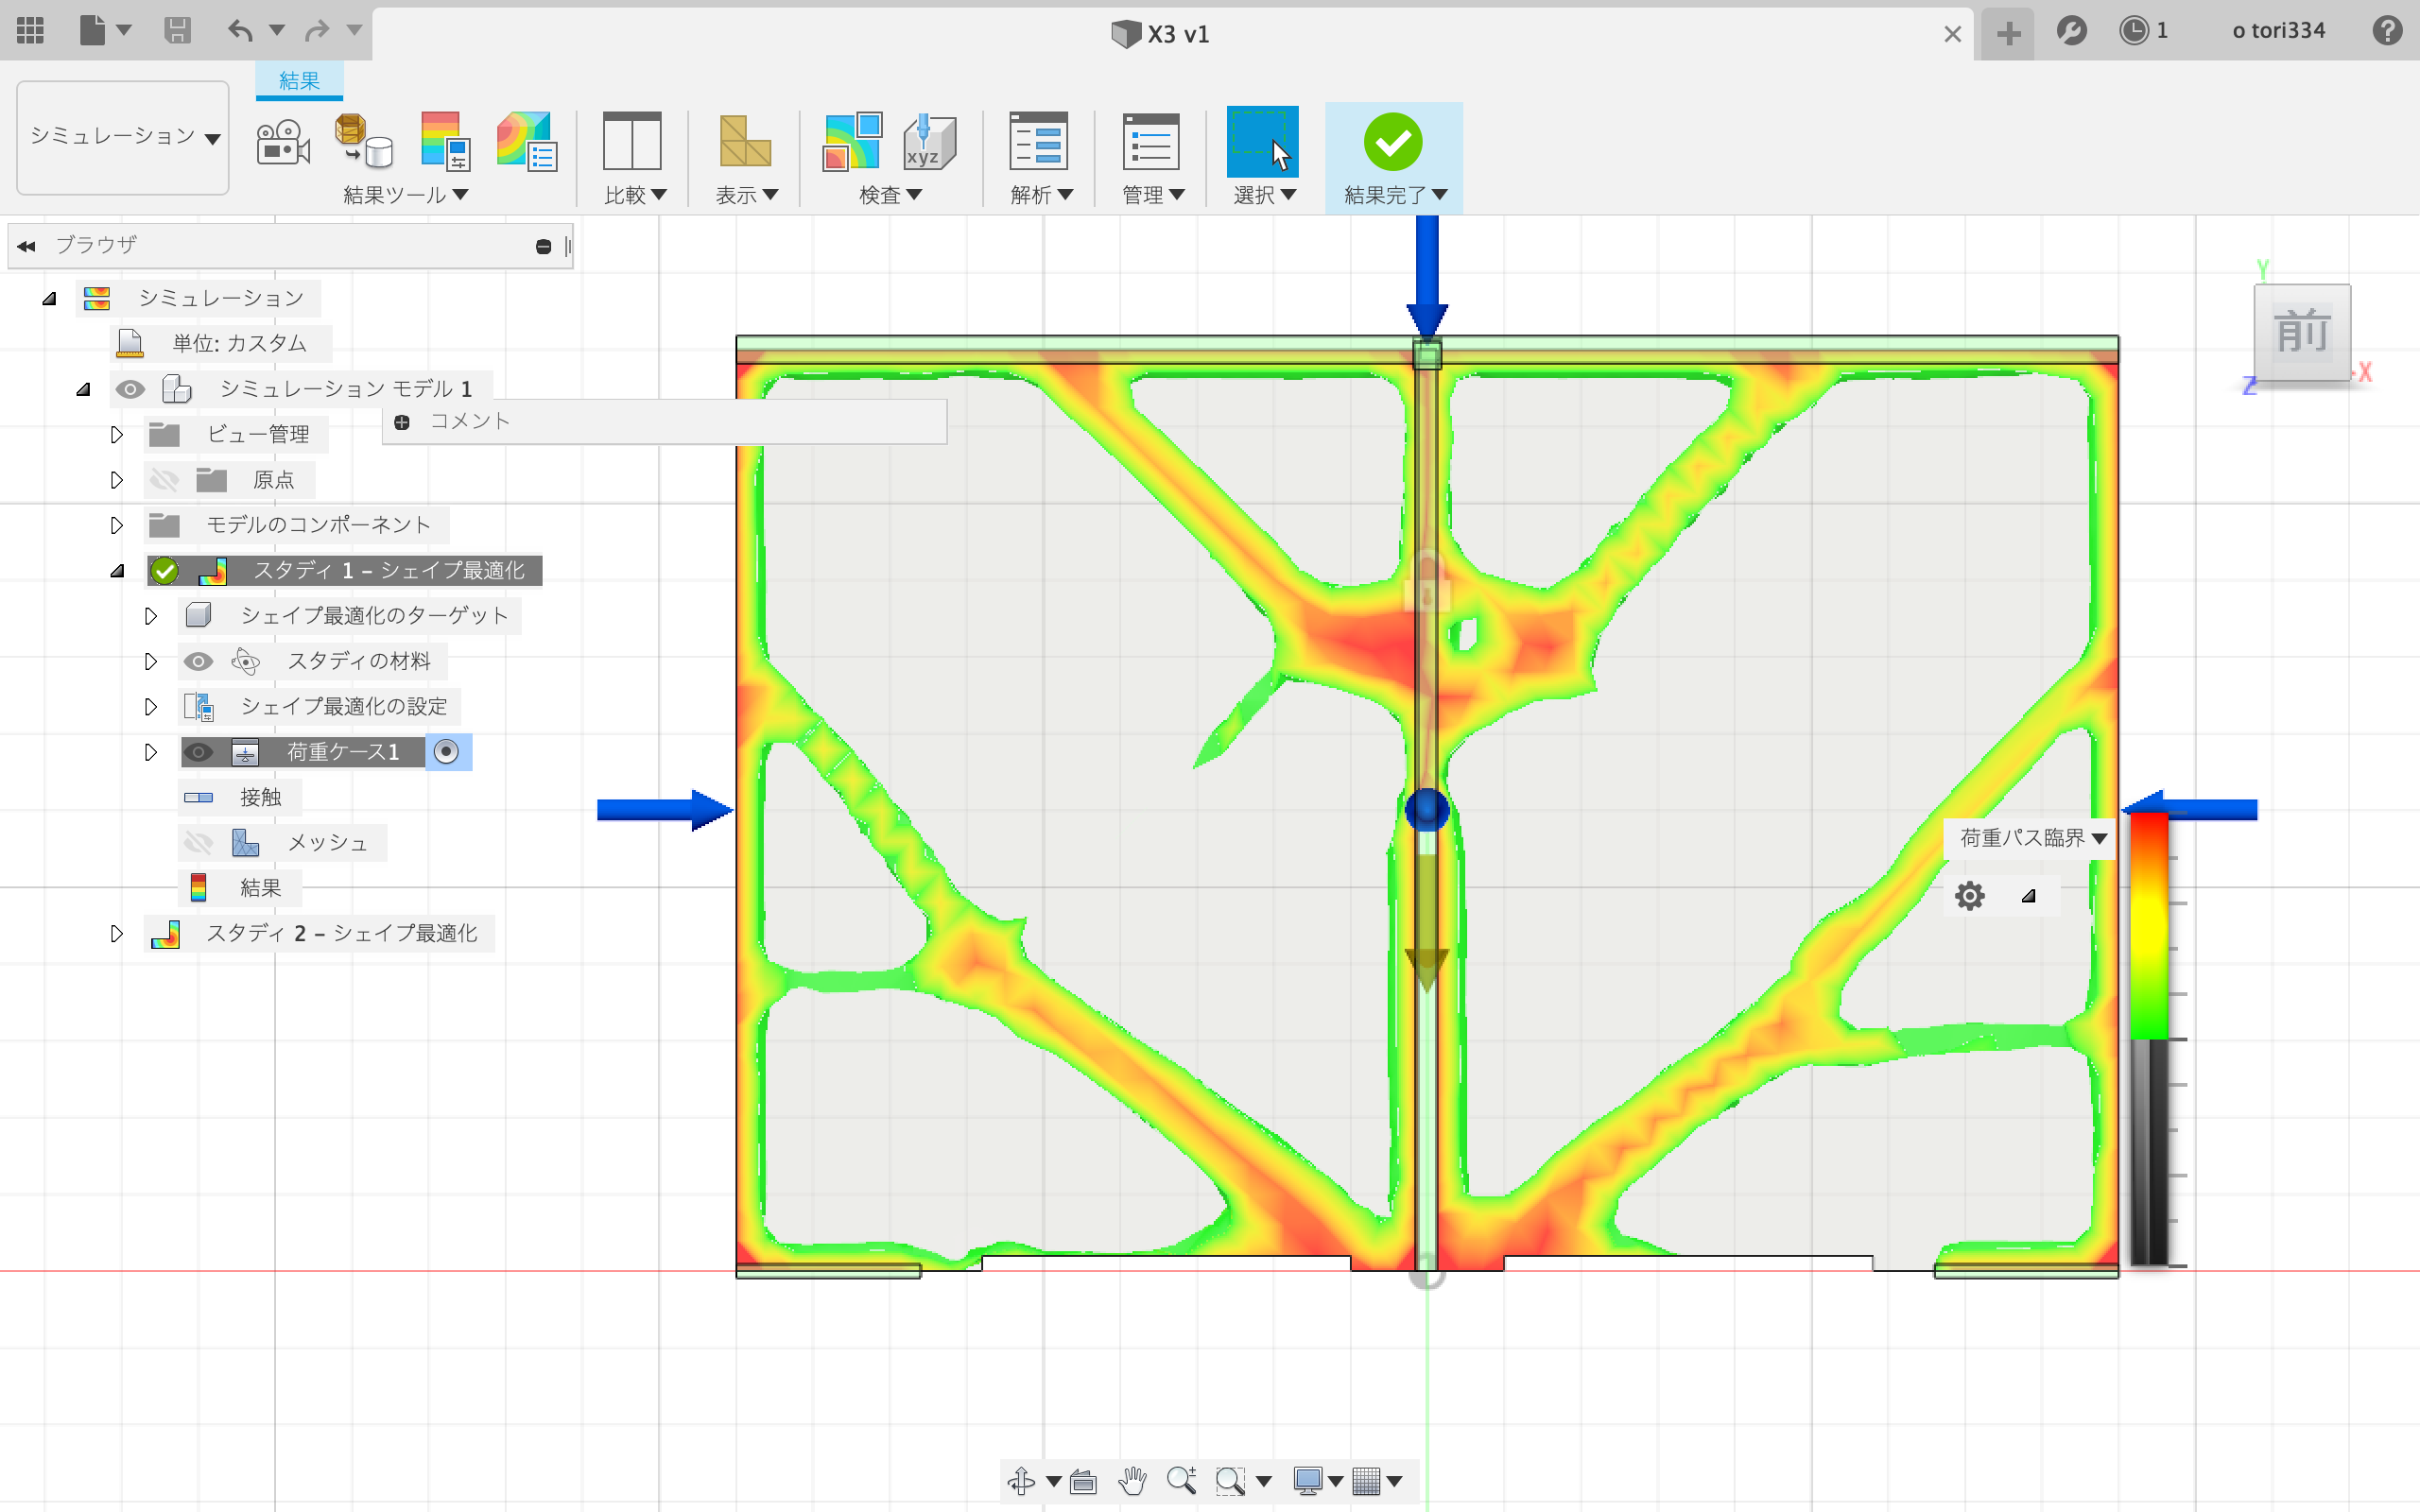 X3 v1
1
o tori334
結果
シミュレーション
結果ツール
比較
表示
検査
xyz
解析
管理
選択
結果完了
ブラウザ
シミュレーション
単位: カスタム
シミュレーション モデル 1
コメント
ビュー管理
原点
モデルのコンポーネント
スタディ 1 - シェイプ最適化
シェイプ最適化のターゲット
スタディの材料
シェイプ最適化の設定
荷重ケース1
接触
メッシュ
結果
スタディ 2 - シェイプ最適化
Y
前
X
Z
荷重パス臨界